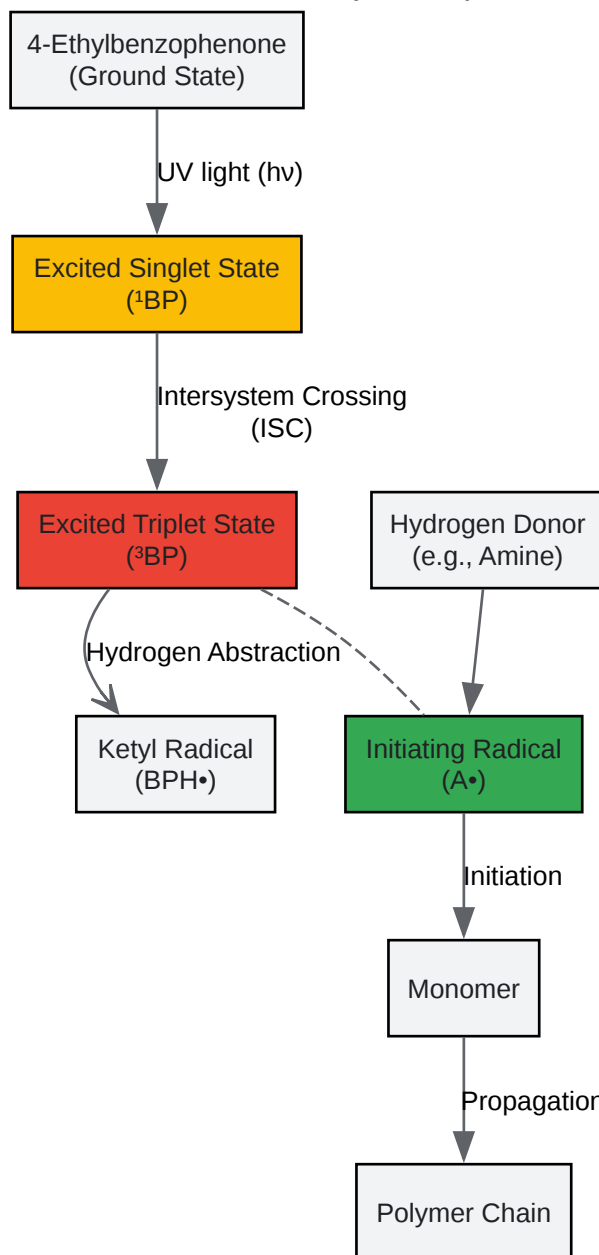 4-Ethylbenzophenone
(Ground State)
UV light (hν)
Excited Singlet State
(¹BP)
Intersystem Crossing
(ISC)
Excited Triplet State
(³BP)
Hydrogen Donor
(e.g., Amine)
Hydrogen Abstraction
Ketyl Radical
(BPH•)
Initiating Radical
(A•)
Initiation
Monomer
Propagation
Polymer Chain